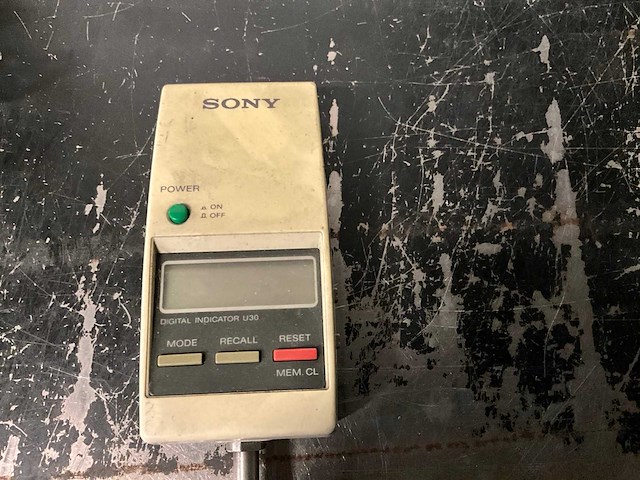 SONY
POWER
ON
OFF
DIGITAL INDICATOR U30
MODE RECALL RESET
MEM. CL